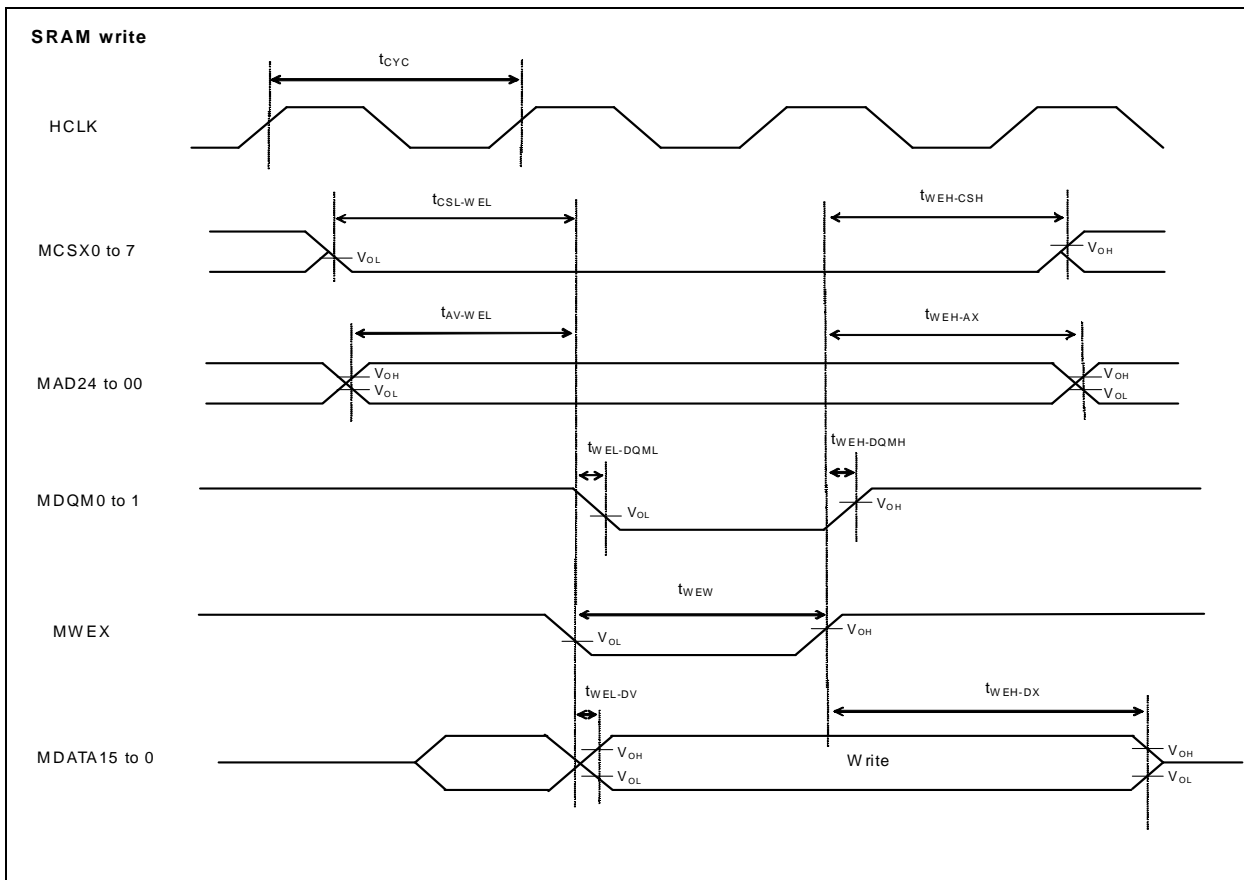 SRAM write
tCYC
HCLK
tCSL-WEL
tWEH-CSH
MCSX0 to 7
VOL
VOH
tAV-WEL
tWEH-AX
MAD24 to 00
VOH
VOL
VOH
VOL
tWEL-DQML
tWEH-DQMH
MDQM0 to 1
VOL
VOH
tWEW
MWEX
VOL
VOH
tWEL-DV
tWEH-DX
MDATA15 to 0
VOH
VOL
Write
VOH
VOL